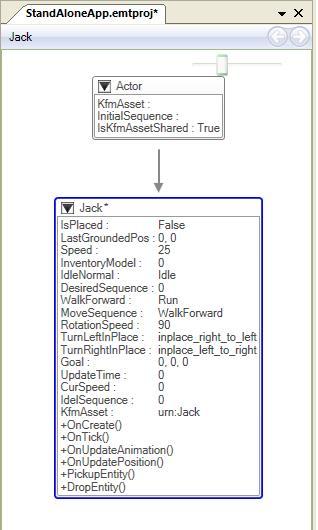 StandAloneApp.emtproj*
Jack
Actor
KfmAsset :
InitialSequence :
IsKfmAssetShared : True
Jack*
IsPlaced : False
LastGroundedPos : 0, 0
Speed : 25
InventoryModel : 0
IdleNormal : Idle
DesiredSequence : 0
WalkForward : Run
MoveSequence : WalkForward
RotationSpeed : 90
TurnLeftInPlace : inplace_right_to_left
TurnRightInPlace : inplace_left_to_right
Goal : 0, 0, 0
UpdateTime : 0
CurSpeed : 0
IdelSequence : 0
KfmAsset : urn:Jack
+OnCreate()
+OnTick()
+OnUpdateAnimation()
+OnUpdatePosition()
+PickupEntity()
+DropEntity()